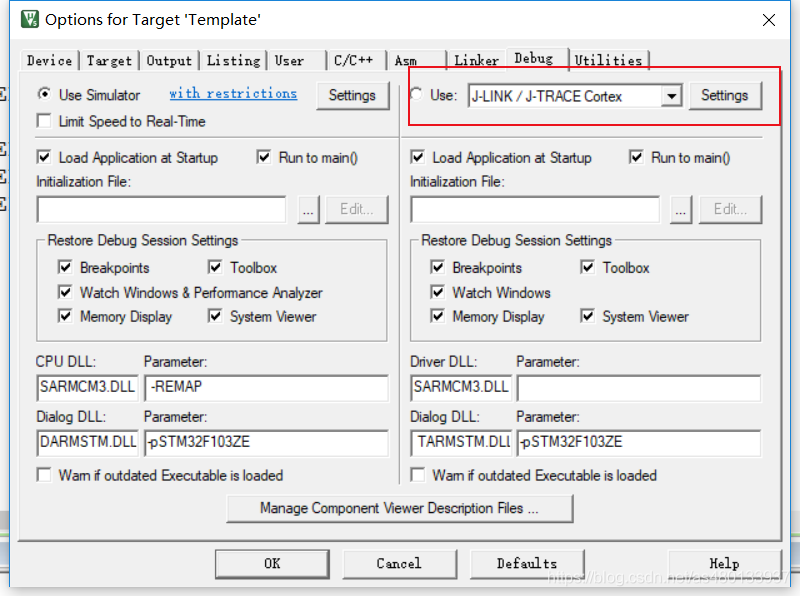 Options for Target 'Template'
Device Target Output Listing User C/C++ Asm Linker Debug Utilities
Use Simulator with restrictions Settings Use: J-LINK / J-TRACE Cortex Settings
Limit Speed to Real-Time
Load Application at Startup Run to main() Load Application at Startup Run to main()
Initialization File: Initialization File:
... Edit... ... Edit...
Restore Debug Session Settings Restore Debug Session Settings
Breakpoints Toolbox Breakpoints Toolbox
Watch Windows & Performance Analyzer Watch Windows
Memory Display System Viewer Memory Display System Viewer
CPU DLL: Parameter: Driver DLL: Parameter:
SARMCM3.DLL -REMAP SARMCM3.DLL
Dialog DLL: Parameter: Dialog DLL: Parameter:
DARMSTM.DLL -pSTM32F103ZE TARMSTM.DLL -pSTM32F103ZE
Warn if outdated Executable is loaded Warn if outdated Executable is loaded
Manage Component Viewer Description Files ...
OK Cancel Defaults Help